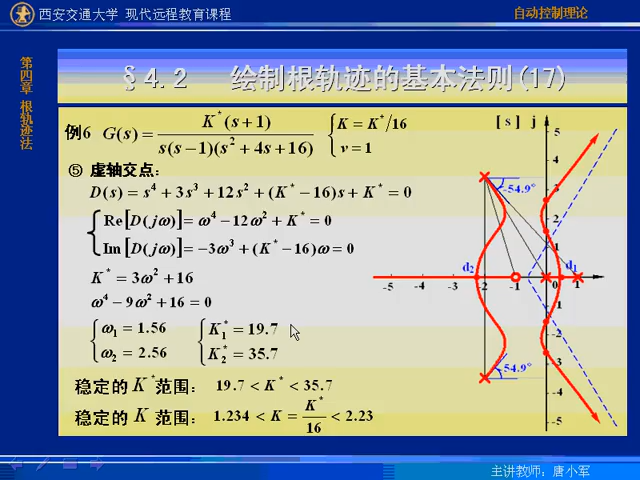 西安交通大学 现代远程教育课程
自动控制理论
第四章 根轨迹法
§4.2 绘制根轨迹的基本法则(17)
例6 G(s) = K*(s+1) / s(s−1)(s²+4s+16) { K = K*/16
v = 1
[s] j
⑤ 虚轴交点:
D(s) = s⁴ + 3s³ + 12s² + (K* −16)s + K* = 0
Re[D(jω)] = ω⁴ −12ω² + K* = 0
Im[D(jω)] = −3ω³ + (K* −16)ω = 0
K* = 3ω² + 16
ω⁴ − 9ω² + 16 = 0
{ ω₁ = 1.56 { K₁* = 19.7
ω₂ = 2.56 K₂* = 35.7
稳定的 K* 范围: 19.7 < K* < 35.7
稳定的 K 范围: 1.234 < K = K*/16 < 2.23
5
4
-54.9°
3
2
1
d₂ d₁
-5 -4 -3 -2 -1 0 1
-1
-2
-3
54.9°
-4
-5
主讲教师: 唐小军